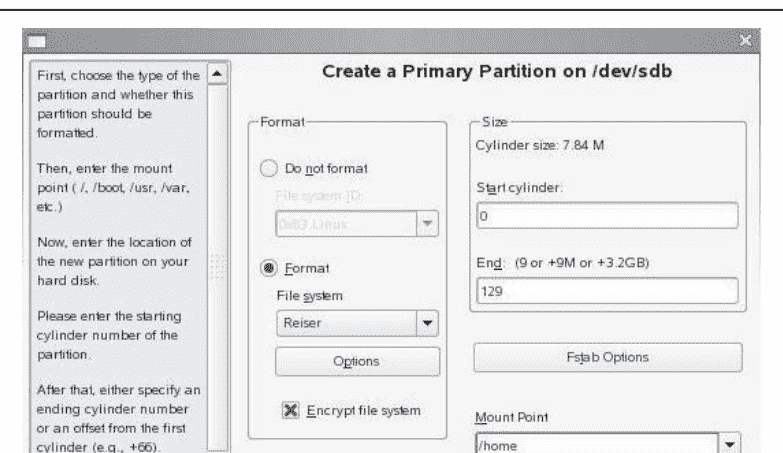 Create a Primary Partition on /dev/sdb
First, choose the type of the
partition and whether this
partition should be
formatted.
Then, enter the mount
point ( /, /boot, /usr, /var,
etc.)
Now, enter the location of
the new partition on your
hard disk.
Please enter the starting
cylinder number of the
partition.
After that, either specify an
ending cylinder number
or an offset from the first
cylinder (e.g., +66).
Format
Do not format
File system ID:
0x83 Linux
Format
File system
Reiser
Options
Encrypt file system
Size
Cylinder size: 7.84 M
Start cylinder:
0
End: (9 or +9M or +3.2GB)
129
Fstab Options
Mount Point
/home